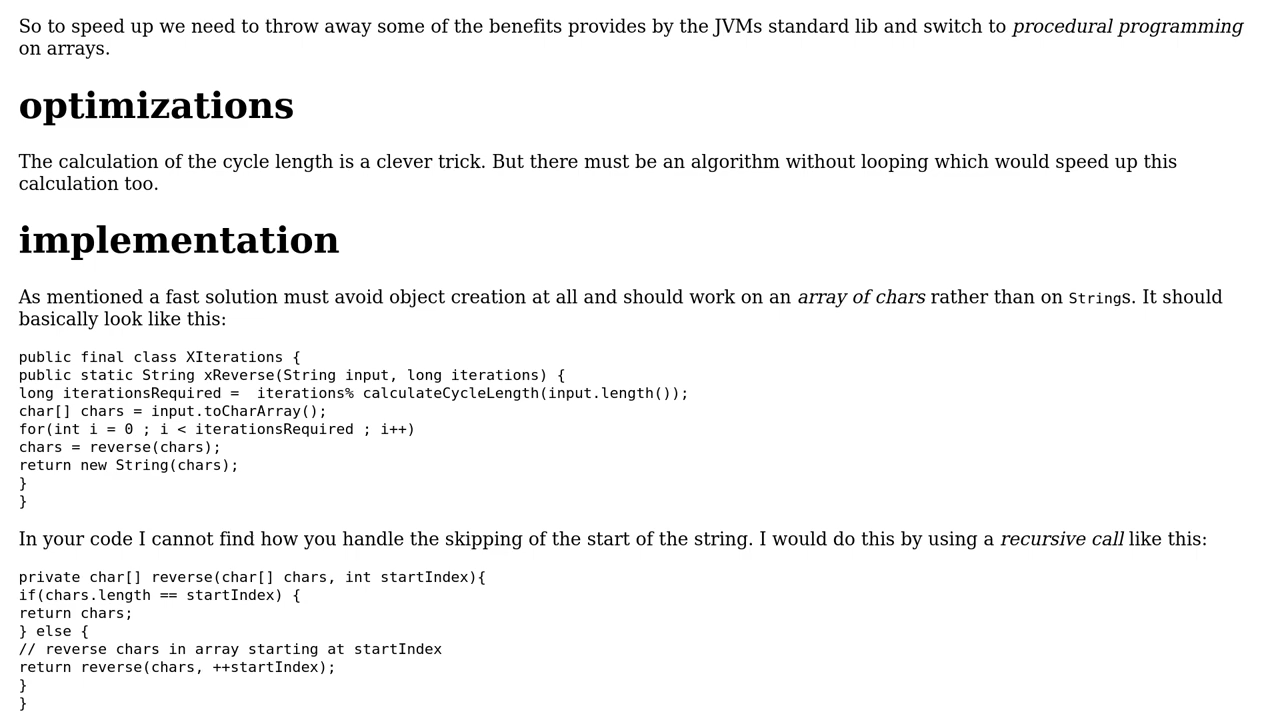 So to speed up we need to throw away some of the benefits provides by the JVMs standard lib and switch to procedural programming
on arrays.
optimizations
The calculation of the cycle length is a clever trick. But there must be an algorithm without looping which would speed up this
calculation too.
implementation
As mentioned a fast solution must avoid object creation at all and should work on an array of chars rather than on Strings. It should
basically look like this:
public final class XIterations {
public static String xReverse(String input, long iterations) {
long iterationsRequired =  iterations% calculateCycleLength(input.length());
char[] chars = input.toCharArray();
for(int i = 0 ; i < iterationsRequired ; i++)
chars = reverse(chars);
return new String(chars);
}
}
In your code I cannot find how you handle the skipping of the start of the string. I would do this by using a recursive call like this:
private char[] reverse(char[] chars, int startIndex){
if(chars.length == startIndex) {
return chars;
} else {
// reverse chars in array starting at startIndex
return reverse(chars, ++startIndex);
}
}